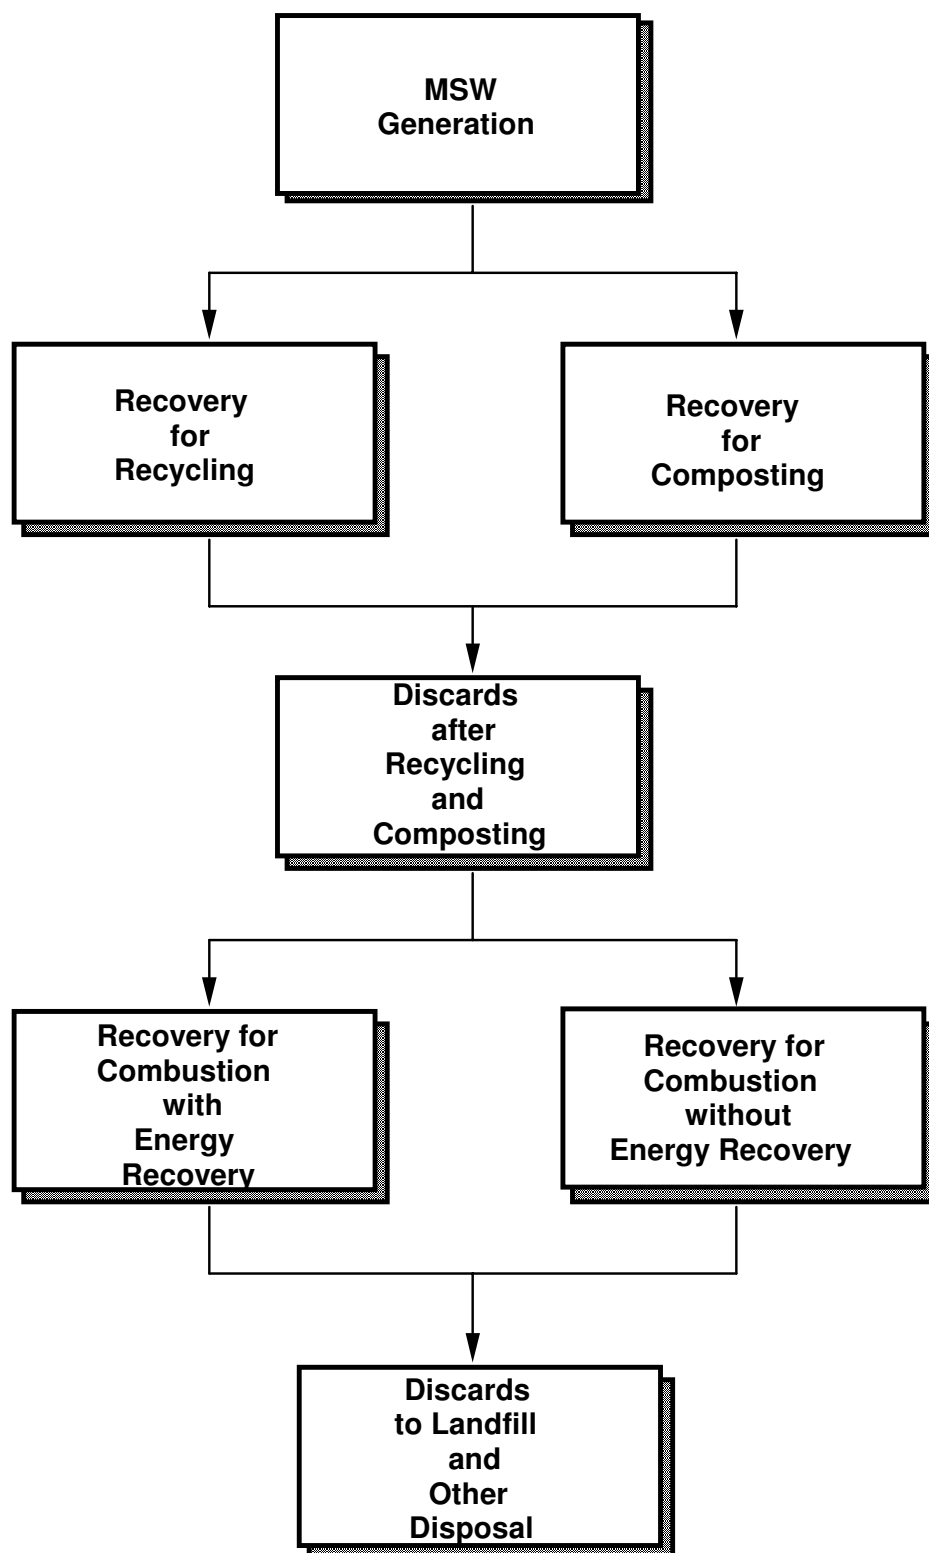 MSW
Generation
Recovery
for
Recycling
Recovery
for
Composting
Discards
after
Recycling
and
Composting
Recovery for
Combustion
with
Energy
Recovery
Recovery for
Combustion
without
Energy Recovery
Discards
to Landfill
and
Other
Disposal